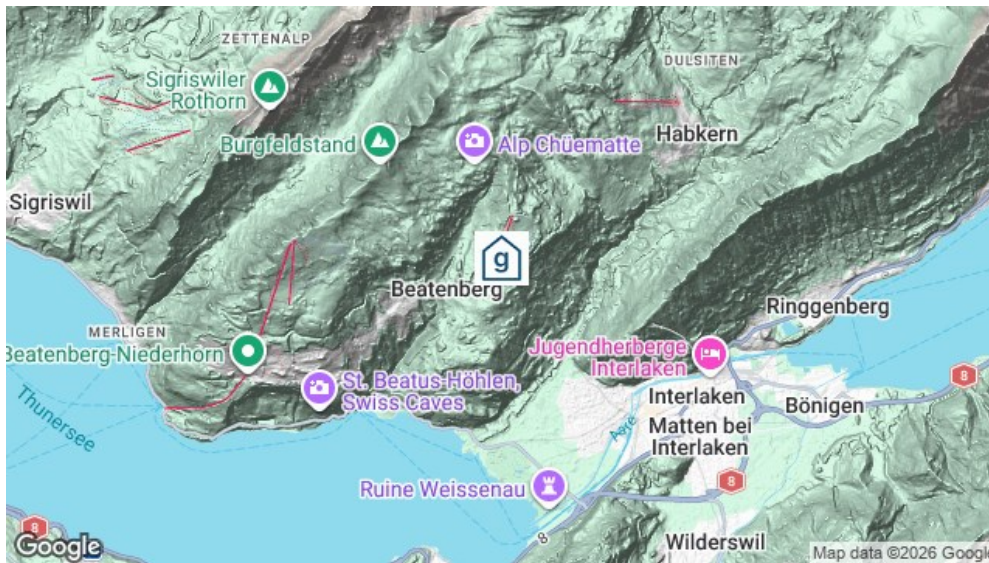 ZETTENALP
DULSITEN
Sigriswiler
Rothorn
Habkern
Burgfeldstand
Alp Chüematte
Sigriswil
g
Beatenberg
Ringgenberg
MERLIGEN
Beatenberg-Niederhorn
Jugendherberge
Interlaken
8
St. Beatus-Höhlen,
Swiss Caves
Interlaken
Bönigen
Thunersee
Aare
Matten bei
Interlaken
8
Ruine Weissenau
8
8
Wilderswil
Google
Map data ©2026 Google